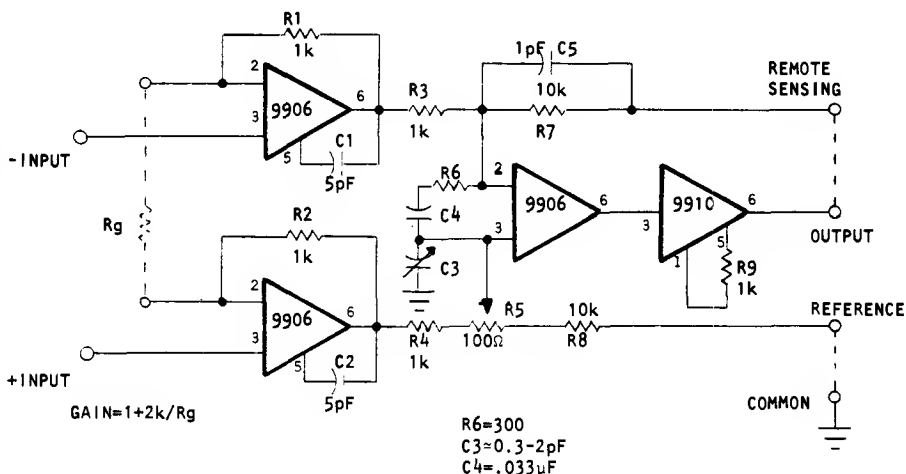 R1
1k
2
9906
6
3
5
C1
5pF
-INPUT
Rg
R2
1k
2
9906
6
3
5
C2
5pF
+INPUT
GAIN=1+2k/Rg
R3
1k
1pF C5
10k
R7
R6
C4
C3
2
9906
6
3
R4
1k
R5
100Ω
10k
R8
3
9910
6
5
1
R9
1k
REMOTE
SENSING
OUTPUT
REFERENCE
COMMON
R6=300
C3≃0.3-2pF
C4=.033µF